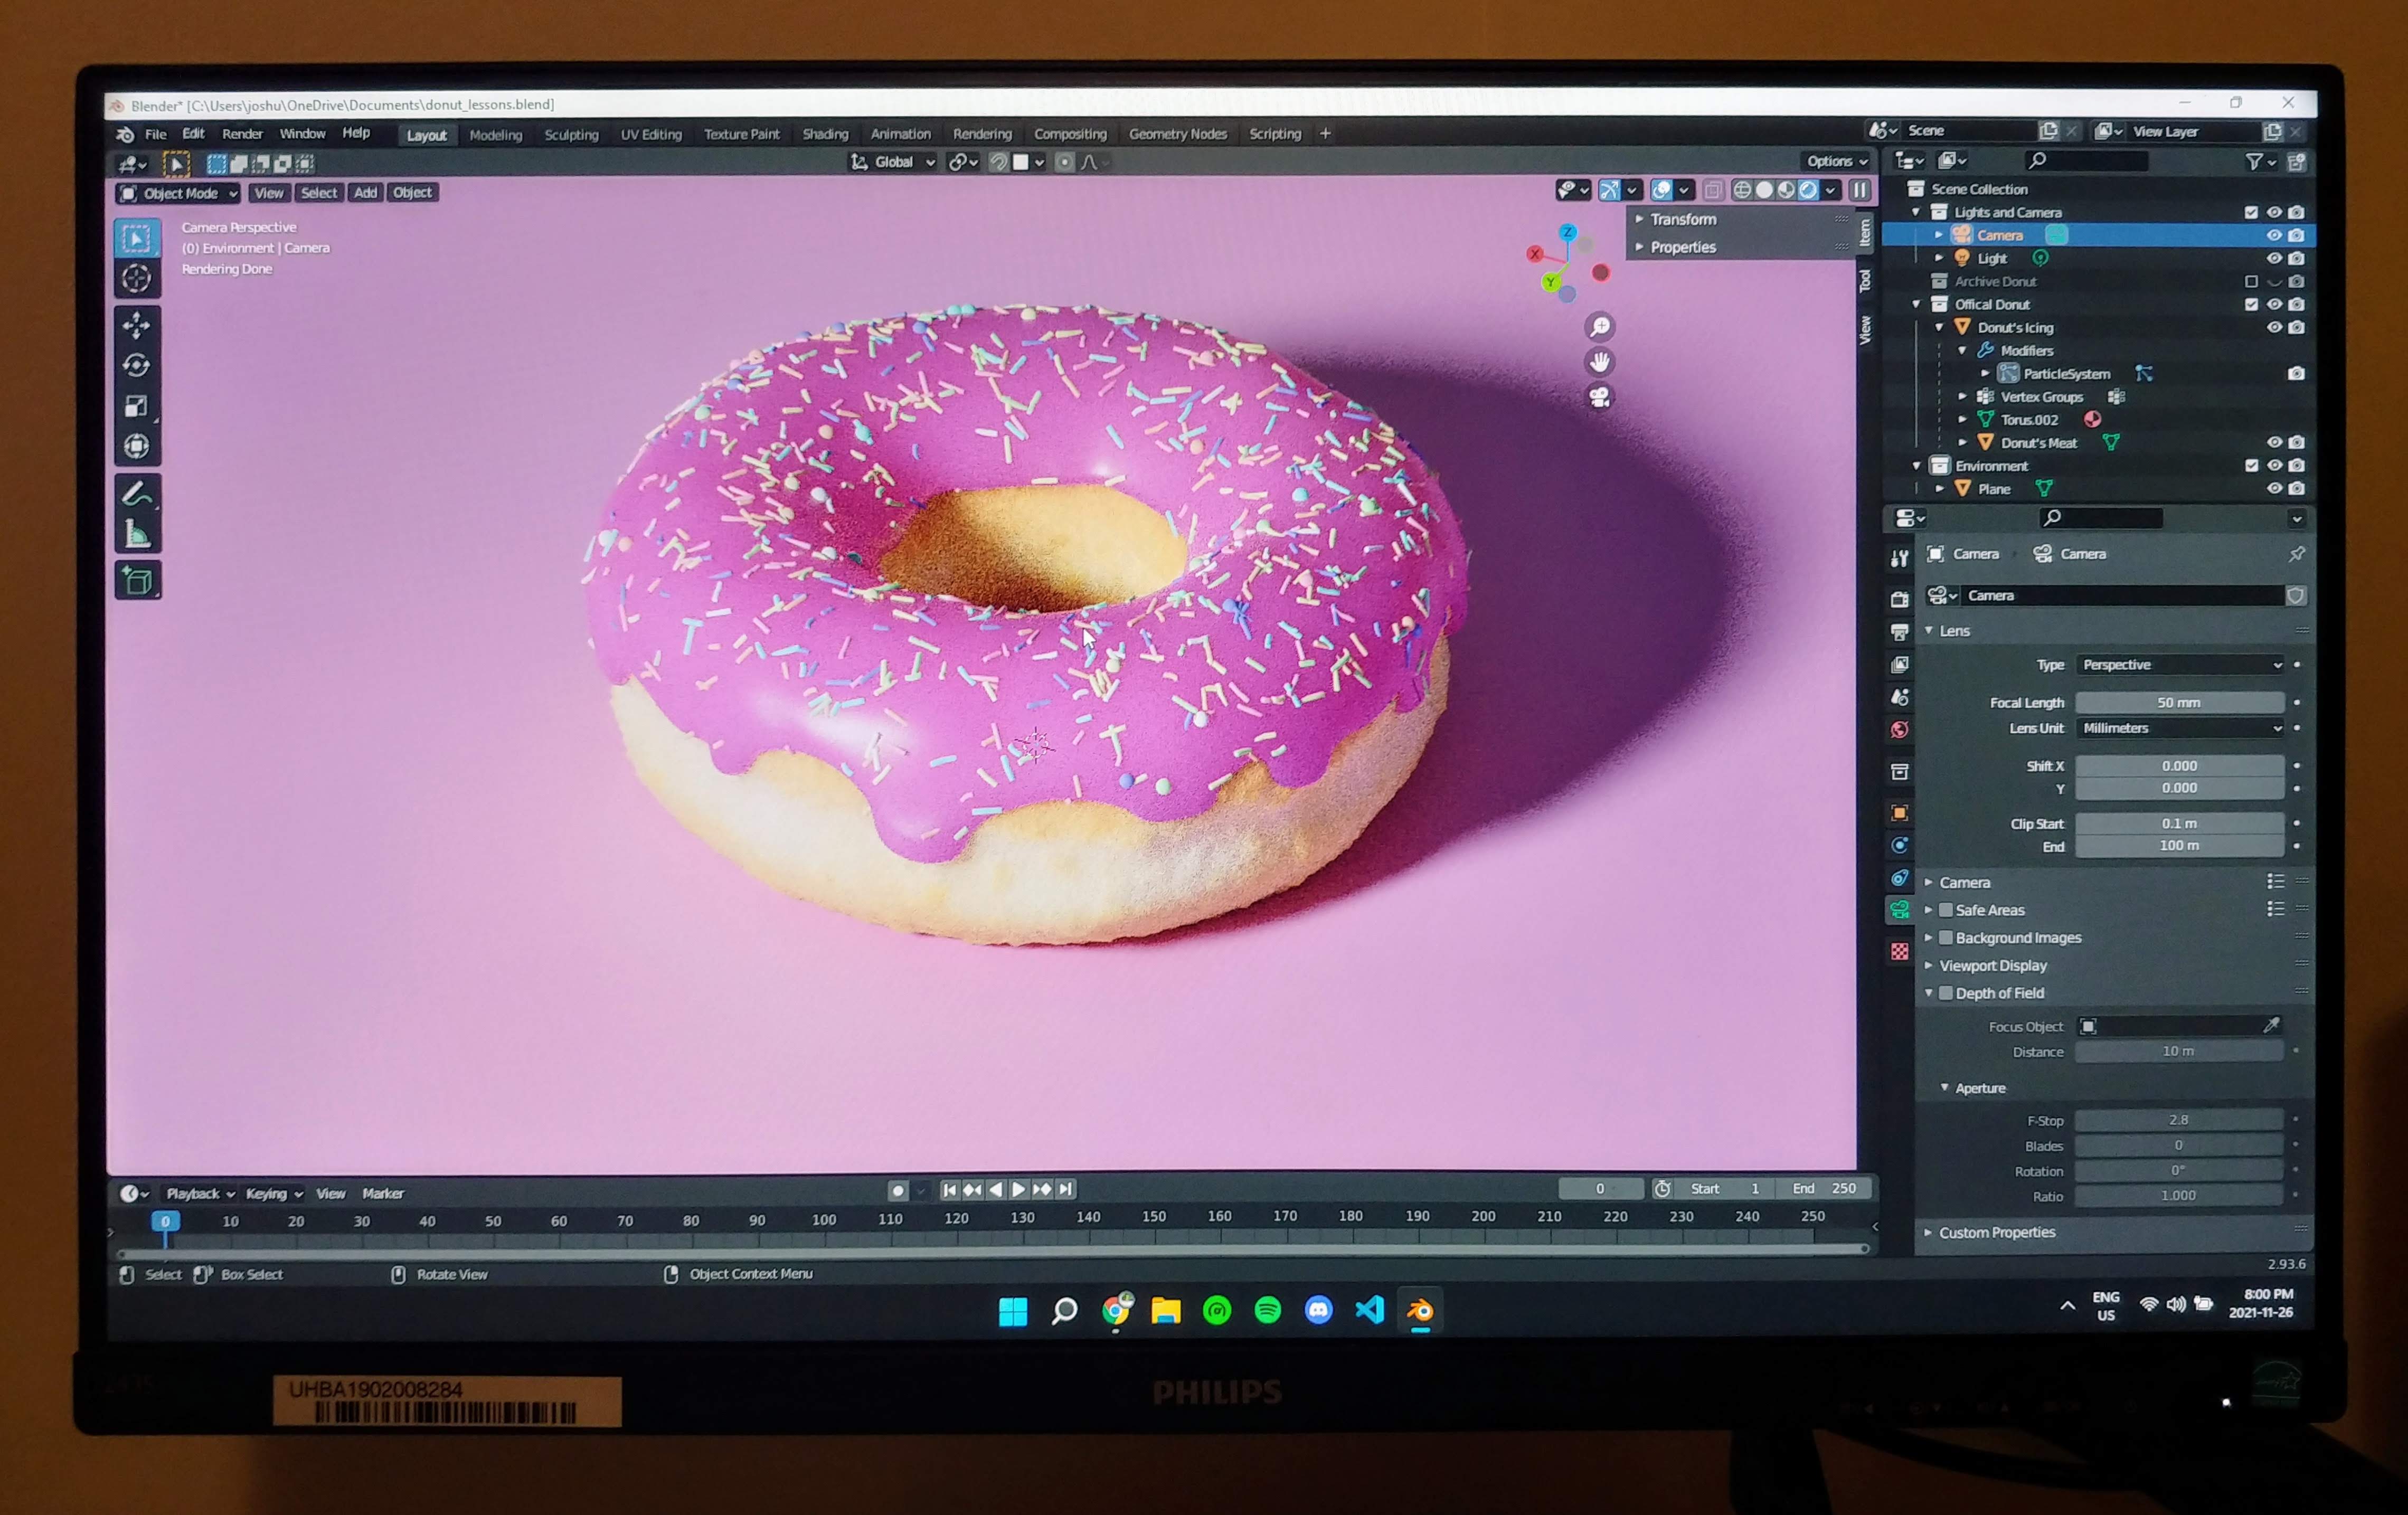 Blender* [C:\Users\joshu\OneDrive\Documents\donut_lessons.blend]
File Edit Render Window Help Layout Modeling Sculpting UV Editing Texture Paint Shading Animation Rendering Compositing Geometry Nodes Scripting + Scene View Layer
Global Options
Object Mode View Select Add Object
Camera Perspective
(0) Environment | Camera
Rendering Done
Z
X
Y
Transform
Properties
Item
Tool
View
Scene Collection
Lights and Camera
Camera
Light
Archive Donut
Offical Donut
Donut's Icing
Modifiers
ParticleSystem
Vertex Groups
Torus.002
Donut's Meat
Environment
Plane
Camera Camera
Camera
Lens
Type Perspective
Focal Length 50 mm
Lens Unit Millimeters
Shift X 0.000
Y 0.000
Clip Start 0.1 m
End 100 m
Camera
Safe Areas
Background Images
Viewport Display
Depth of Field
Focus Object
Distance 10 m
Aperture
F-Stop 2.8
Blades 0
Rotation 0°
Ratio 1.000
Custom Properties
Playback Keying View Marker 0 Start 1 End 250
0 10 20 30 40 50 60 70 80 90 100 110 120 130 140 150 160 170 180 190 200 210 220 230 240 250
Select Box Select Rotate View Object Context Menu 2.93.6
ENG
US
8:00 PM
2021-11-26
UHBA1902008284
PHILIPS